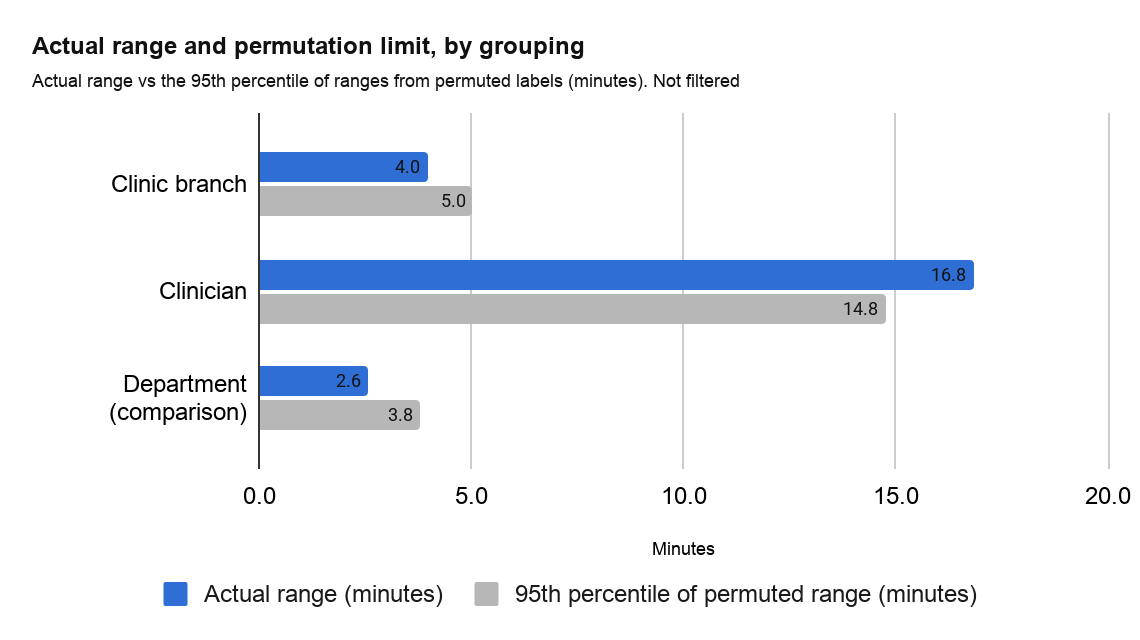 Actual range and permutation limit, by grouping
Actual range vs the 95th percentile of ranges from permuted labels (minutes). Not filtered
Clinic branch
4.0
5.0
Clinician
16.8
14.8
Department
(comparison)
2.6
3.8
0.0 5.0 10.0 15.0 20.0
Minutes
Actual range (minutes) 95th percentile of permuted range (minutes)